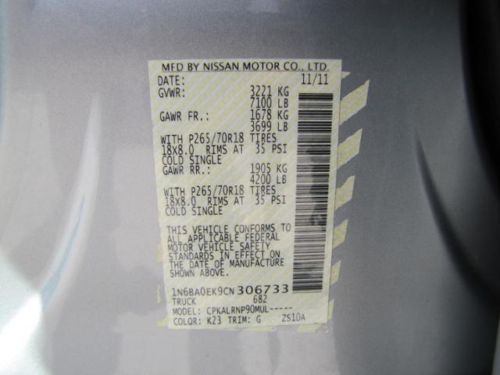 MFD BY NISSAN MOTOR CO., LTD.
DATE: 11/11
GVWR: 3221 KG
7100 LB
GAWR FR.: 1678 KG
3699 LB
WITH P265/70R18 TIRES
18x8.0 RIMS AT 35 PSI
COLD SINGLE
GAWR RR.: 1905 KG
4200 LB
WITH P265/70R18 TIRES
18x8.0 RIMS AT 35 PSI
COLD SINGLE
THIS VEHICLE CONFORMS TO
ALL APPLICABLE FEDERAL
MOTOR VEHICLE SAFETY
STANDARDS IN EFFECT ON
THE DATE OF MANUFACTURE
SHOWN ABOVE.
1N6BA0EK9CN306733
TRUCK 682
MODEL: CPKALRNP90MUL-----
COLOR: K23 TRIM: G ZS10A